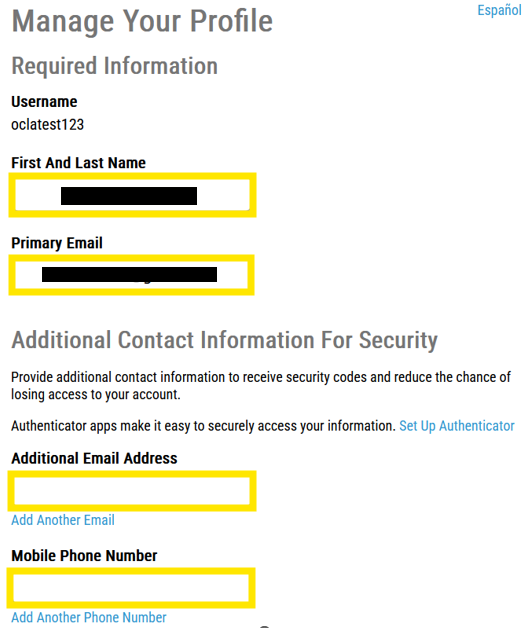 Manage Your Profile
Español
Required Information
Username
oclatest123
First And Last Name
Primary Email
Additional Contact Information For Security
Provide additional contact information to receive security codes and reduce the chance of
losing access to your account.
Authenticator apps make it easy to securely access your information. Set Up Authenticator
Additional Email Address
Add Another Email
Mobile Phone Number
Add Another Phone Number